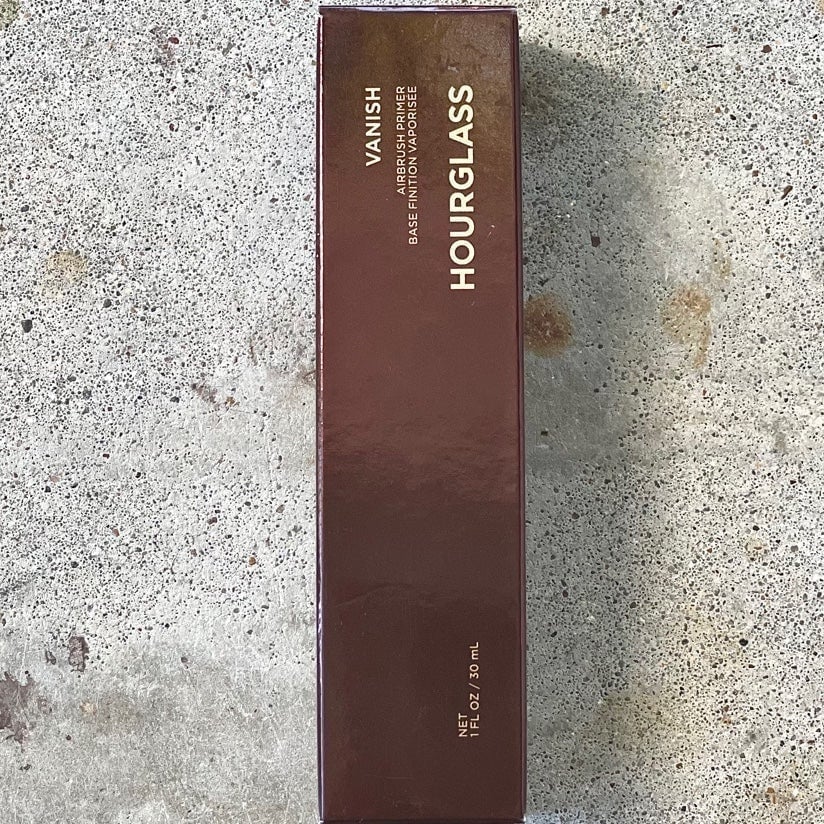 VANISH
AIRBRUSH PRIMER
BASE FINITION VAPORISÉE
HOURGLASS
NET
1 FL OZ / 30 mL